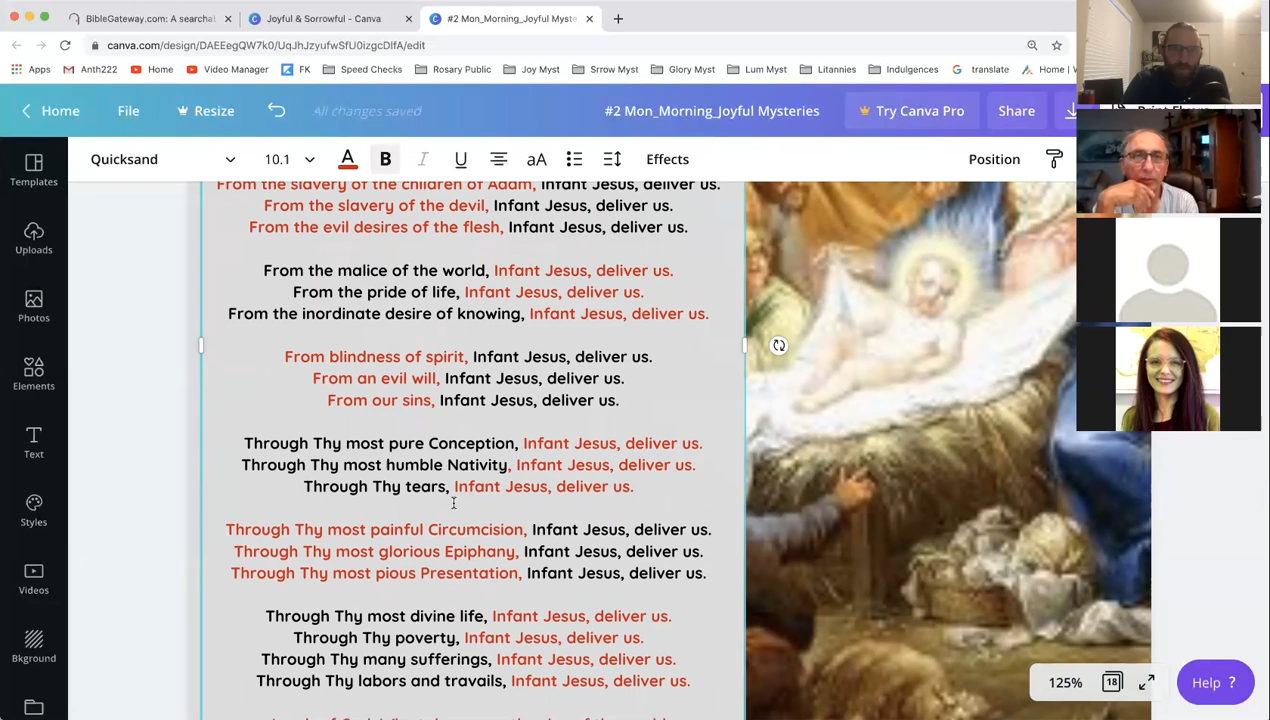 BibleGateway.com: A searchat
Joyful & Sorrowful - Canva
#2 Mon_Morning_Joyful Myste
canva.com/design/DAEEegQW7k0/UqJhJzyufwSfU0izgcDlfA/edit
Apps Anth222 Home Video Manager FK Speed Checks Rosary Public Joy Myst Srrow Myst Glory Myst Lum Myst Litannies Indulgences translate Home |
Home File Resize All changes saved #2 Mon_Morning_Joyful Mysteries Try Canva Pro Share
Quicksand 10.1 A B I U aA Effects Position
Templates
Uploads
Photos
Elements
Text
Styles
Videos
Bkground
From the slavery of the children of Adam, Infant Jesus, deliver us.
From the slavery of the devil, Infant Jesus, deliver us.
From the evil desires of the flesh, Infant Jesus, deliver us.
From the malice of the world, Infant Jesus, deliver us.
From the pride of life, Infant Jesus, deliver us.
From the inordinate desire of knowing, Infant Jesus, deliver us.
From blindness of spirit, Infant Jesus, deliver us.
From an evil will, Infant Jesus, deliver us.
From our sins, Infant Jesus, deliver us.
Through Thy most pure Conception, Infant Jesus, deliver us.
Through Thy most humble Nativity, Infant Jesus, deliver us.
Through Thy tears, Infant Jesus, deliver us.
Through Thy most painful Circumcision, Infant Jesus, deliver us.
Through Thy most glorious Epiphany, Infant Jesus, deliver us.
Through Thy most pious Presentation, Infant Jesus, deliver us.
Through Thy most divine life, Infant Jesus, deliver us.
Through Thy poverty, Infant Jesus, deliver us.
Through Thy many sufferings, Infant Jesus, deliver us.
Through Thy labors and travails, Infant Jesus, deliver us.
125% 18 Help ?